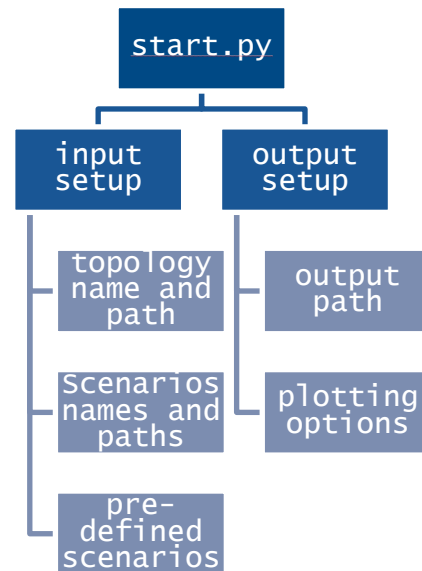 start.py
input
setup
output
setup
topology
name and
path
output
path
Scenarios
names and
paths
plotting
options
pre-
defined
scenarios